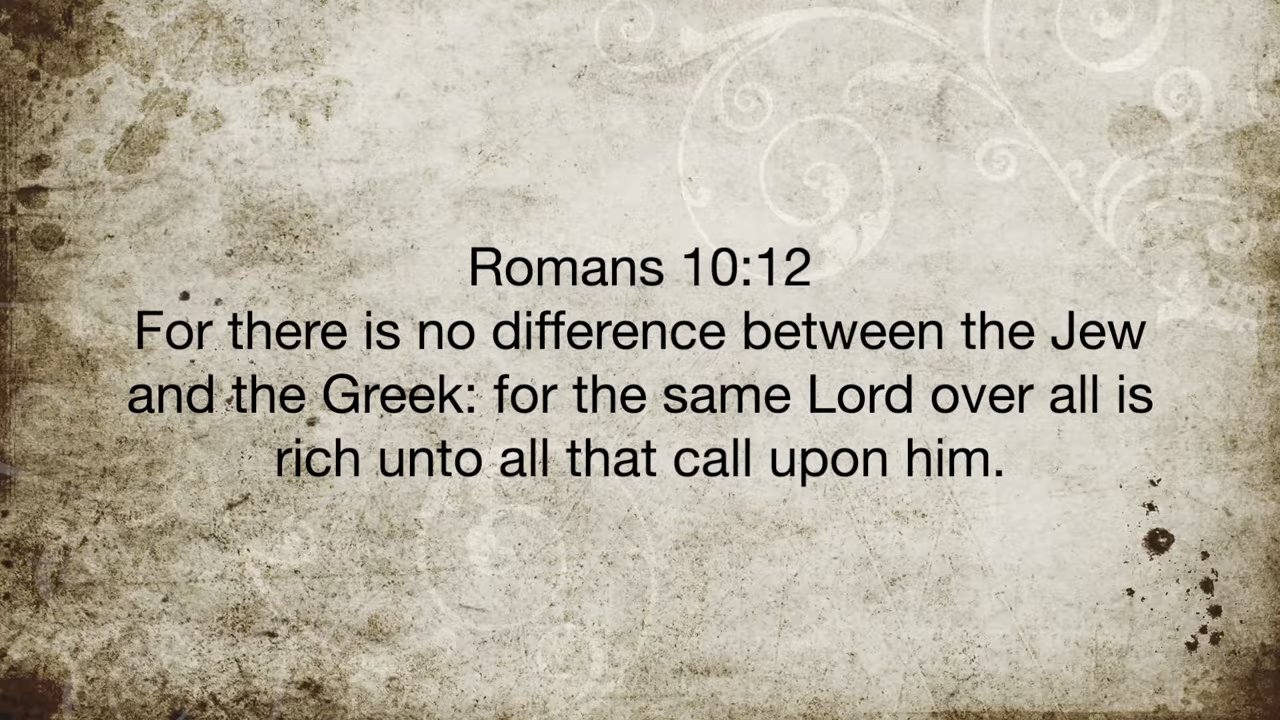 Romans 10:12
For there is no difference between the Jew
and the Greek: for the same Lord over all is
rich unto all that call upon him.